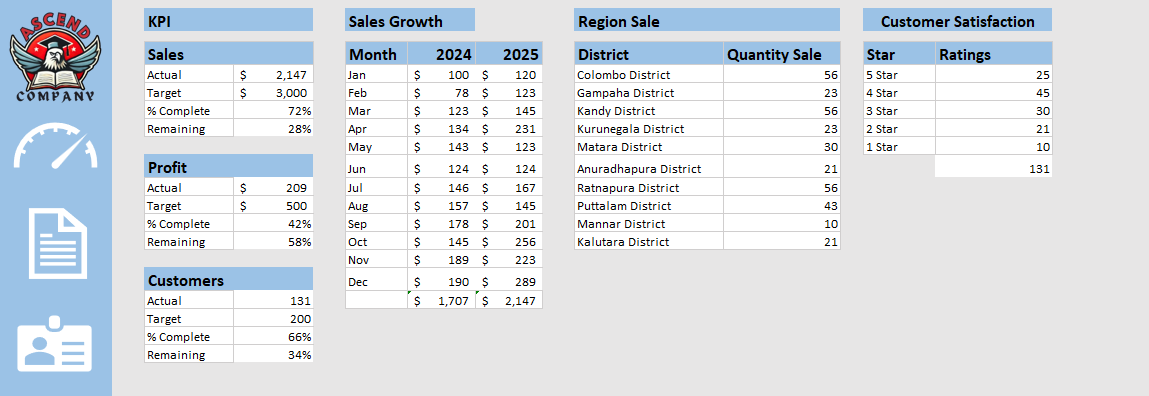 ASCEND
COMPANY
KPI
Sales
Actual $ 2,147
Target $ 3,000
% Complete 72%
Remaining 28%
Profit
Actual $ 209
Target $ 500
% Complete 42%
Remaining 58%
Customers
Actual 131
Target 200
% Complete 66%
Remaining 34%
Sales Growth
Month 2024 2025
Jan $ 100 $ 120
Feb $ 78 $ 123
Mar $ 123 $ 145
Apr $ 134 $ 231
May $ 143 $ 123
Jun $ 124 $ 124
Jul $ 146 $ 167
Aug $ 157 $ 145
Sep $ 178 $ 201
Oct $ 145 $ 256
Nov $ 189 $ 223
Dec $ 190 $ 289
$ 1,707 $ 2,147
Region Sale
District Quantity Sale
Colombo District 56
Gampaha District 23
Kandy District 56
Kurunegala District 23
Matara District 30
Anuradhapura District 21
Ratnapura District 56
Puttalam District 43
Mannar District 10
Kalutara District 21
Customer Satisfaction
Star Ratings
5 Star 25
4 Star 45
3 Star 30
2 Star 21
1 Star 10
131